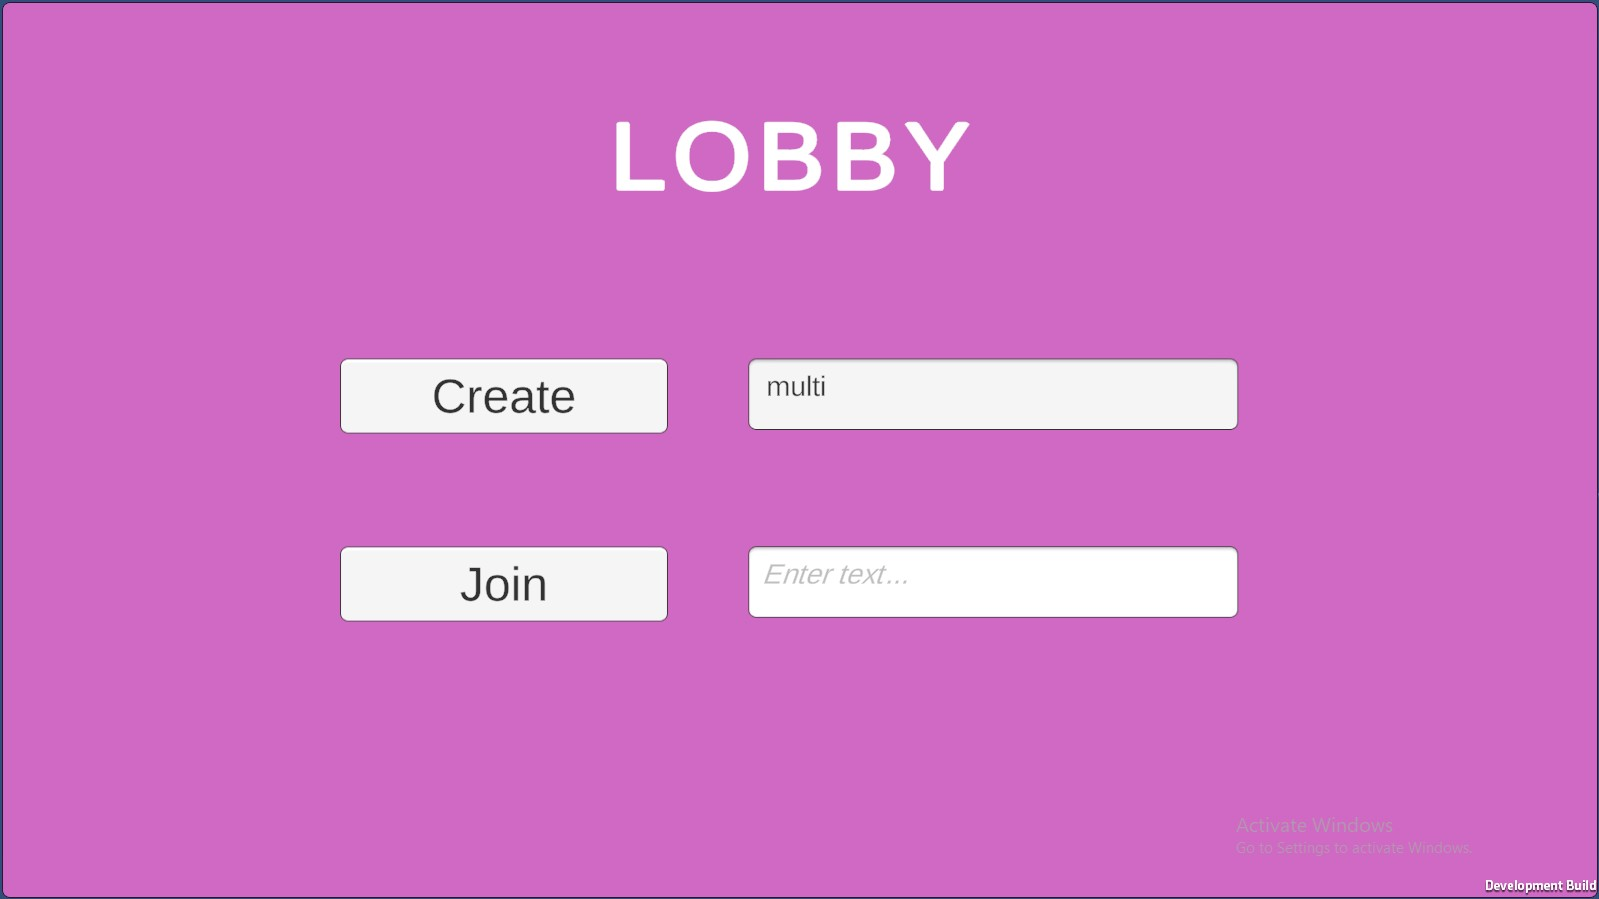 LOBBY
Create
multi
Join
Enter text...
Activate Windows
Go to Settings to activate Windows.
Development Build